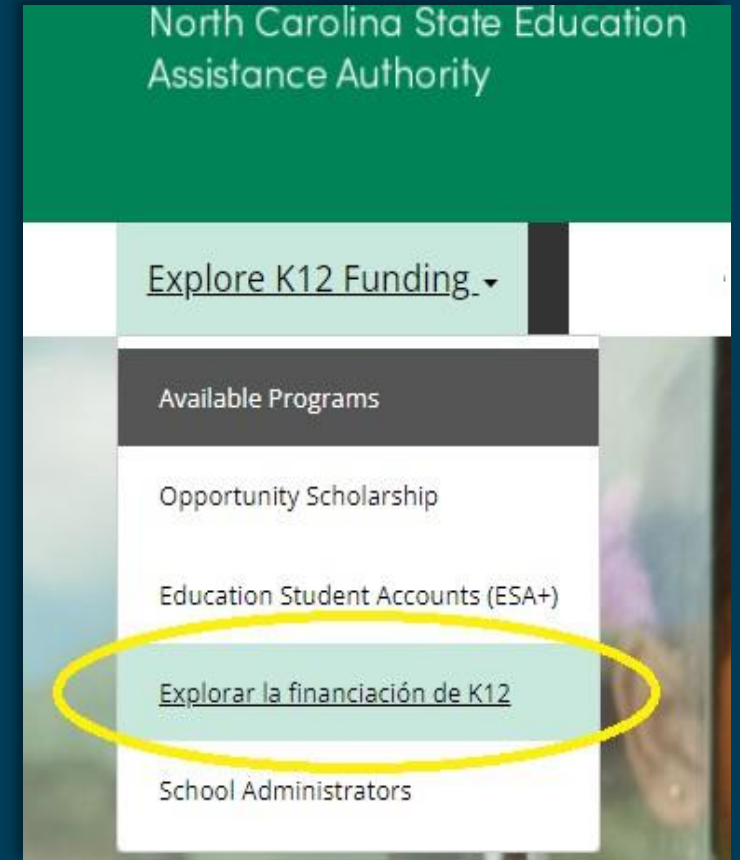 North Carolina State Education
Assistance Authority
Explore K12 Funding
Available Programs
Opportunity Scholarship
Education Student Accounts (ESA+)
Explorar la financiación de K12
School Administrators